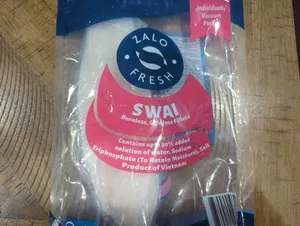 Individually
Vacuum
ZALO
FRESH
SWAI
Boneless, Skinless Fillets
Contains up to 30% added
solution of water, Sodium
Triphosphate (To Retain Moisture), Salt
Product of Vietnam